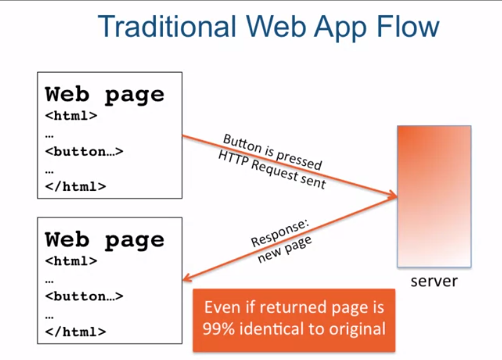 Traditional Web App Flow
Web page
<html>
…
<button…>
…
</html>
Button is pressed
HTTP Request sent
Response:
new page
server
Web page
<html>
…
<button…>
…
</html>
Even if returned page is
99% identical to original